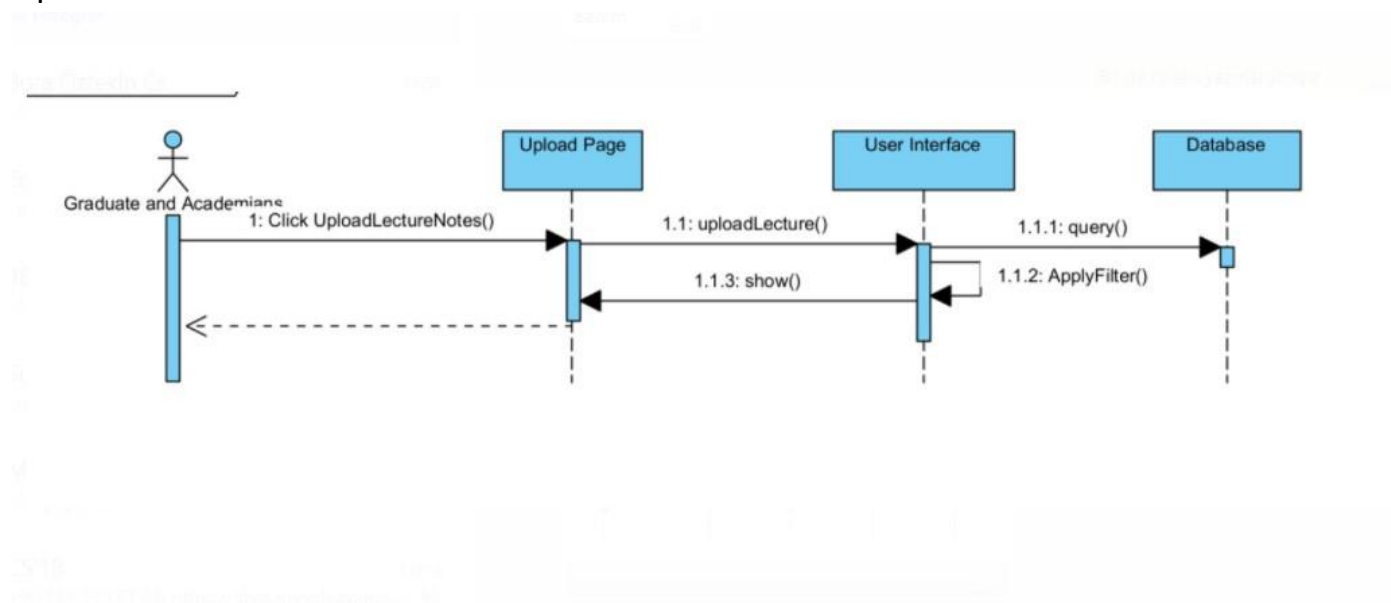 Upload Page
User Interface
Database
Graduate and Academians
1: Click UploadLectureNotes()
1.1: uploadLecture()
1.1.1: query()
1.1.2: ApplyFilter()
1.1.3: show()